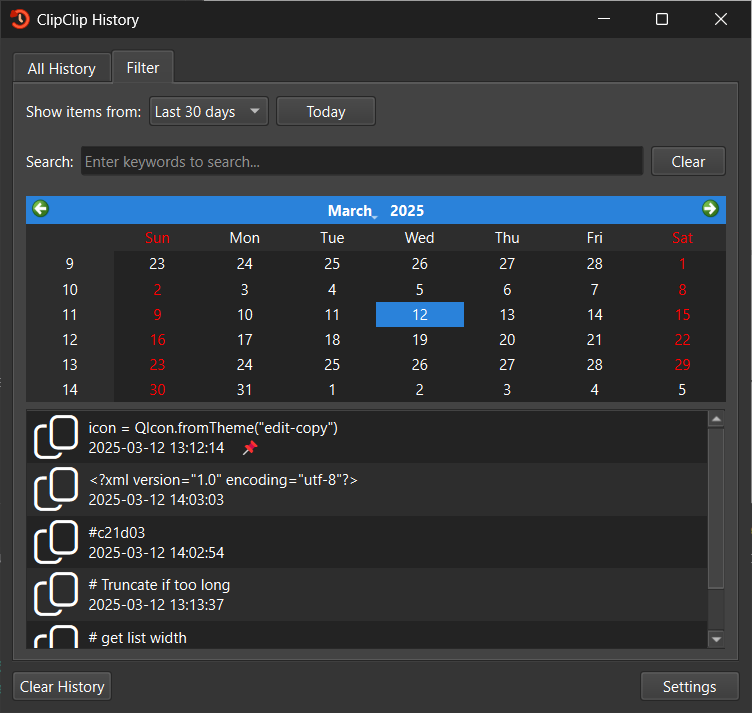 ClipClip History
All History Filter
Show items from: Last 30 days Today
Search: Enter keywords to search... Clear
March, 2025
Sun Mon Tue Wed Thu Fri Sat
9 23 24 25 26 27 28 1
10 2 3 4 5 6 7 8
11 9 10 11 12 13 14 15
12 16 17 18 19 20 21 22
13 23 24 25 26 27 28 29
14 30 31 1 2 3 4 5
icon = QIcon.fromTheme("edit-copy")
2025-03-12 13:12:14
<?xml version="1.0" encoding="utf-8"?>
2025-03-12 14:03:03
#c21d03
2025-03-12 14:02:54
# Truncate if too long
2025-03-12 13:13:37
# get list width
Clear History Settings